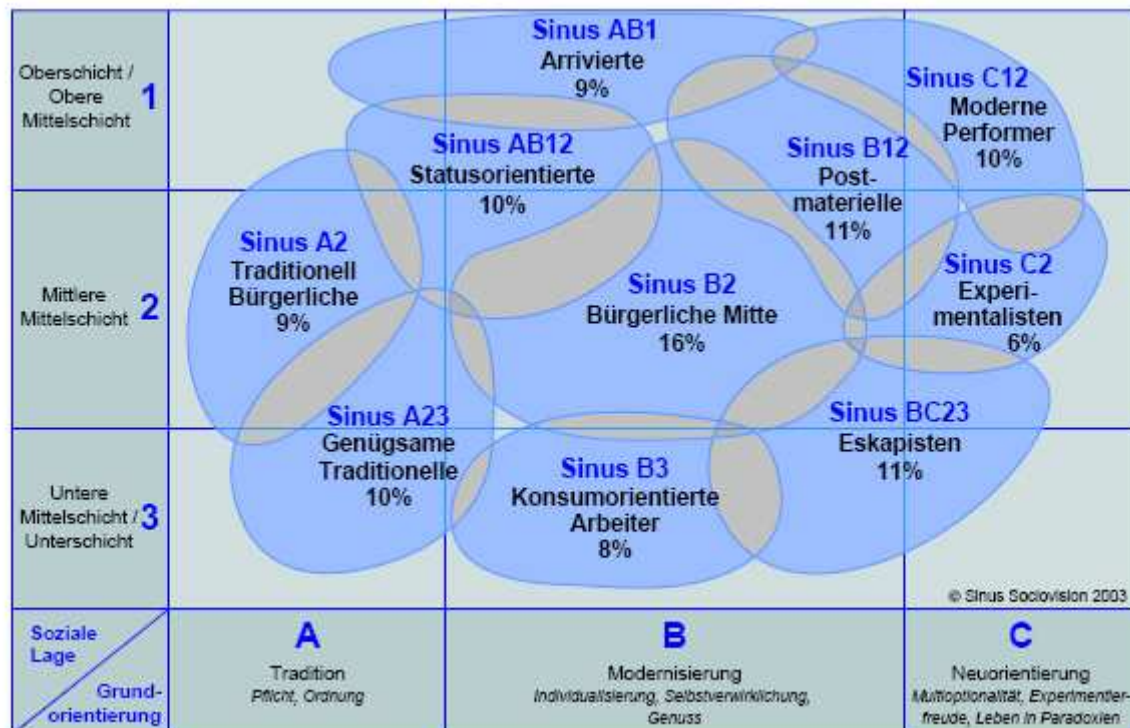 Oberschicht /
Obere
Mittelschicht
1
Mittlere
Mittelschicht
2
Untere
Mittelschicht /
Unterschicht
3
Sinus AB1
Arrivierte
9%
Sinus C12
Moderne
Performer
10%
Sinus AB12
Statusorientierte
10%
Sinus B12
Post-
materielle
11%
Sinus A2
Traditionell
Bürgerliche
9%
Sinus B2
Bürgerliche Mitte
16%
Sinus C2
Experi-
mentalisten
6%
Sinus A23
Genügsame
Traditionelle
10%
Sinus B3
Konsumorientierte
Arbeiter
8%
Sinus BC23
Eskapisten
11%
© Sinus Sociovision 2003
Soziale
Lage
Grund-
orientierung
A
Tradition
Pflicht, Ordnung
B
Modernisierung
Individualisierung, Selbstverwirklichung,
Genuss
C
Neuorientierung
Multioptionalität, Experimentier-
freude, Leben in Paradoxien